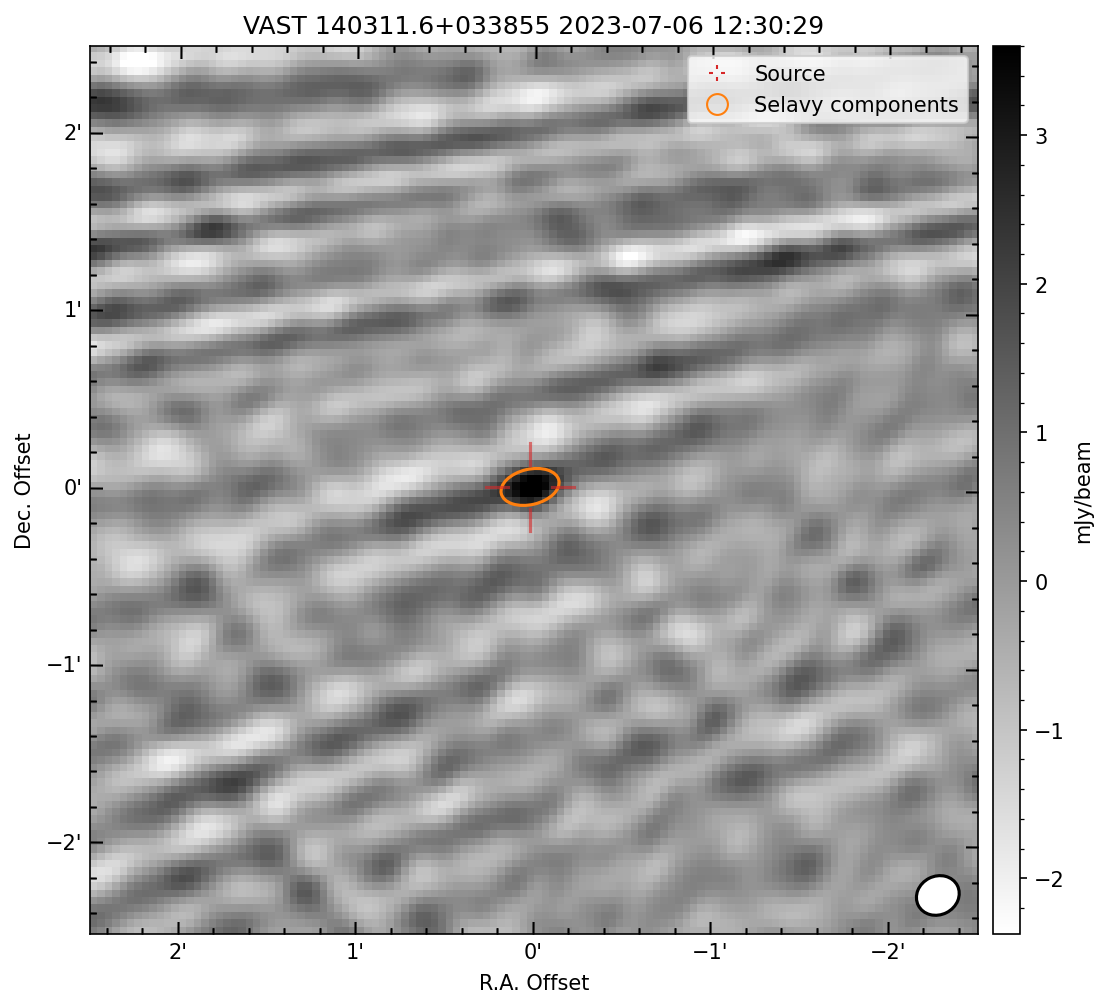 VAST 140311.6+033855 2023-07-06 12:30:29
Source
Selavy components
2'
1'
0'
−1'
−2'
Dec. Offset
2'
1'
0'
−1'
−2'
R.A. Offset
3
2
1
0
−1
−2
mJy/beam